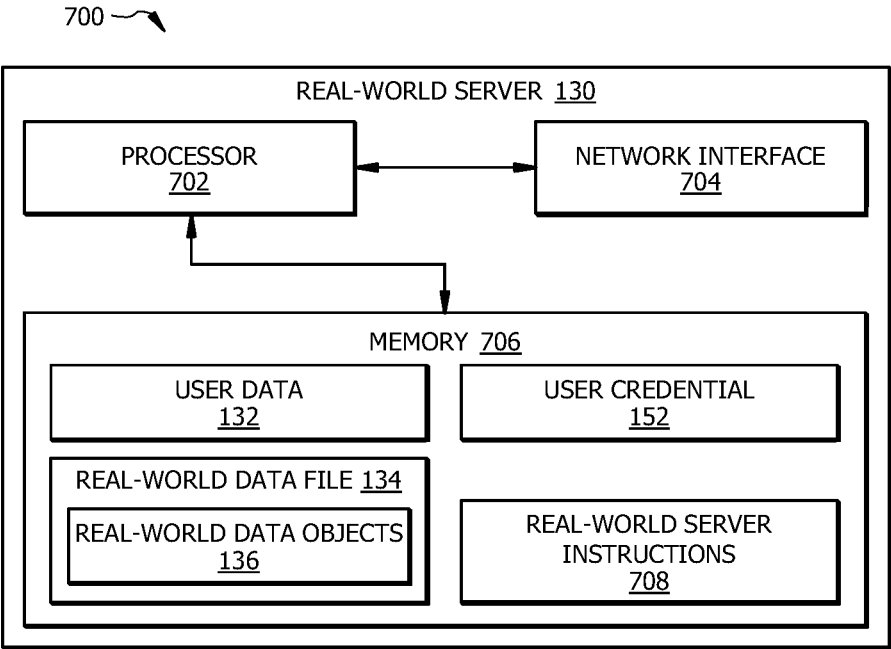 700
REAL-WORLD SERVER 130
PROCESSOR
702
NETWORK INTERFACE
704
MEMORY 706
USER DATA
132
USER CREDENTIAL
152
REAL-WORLD DATA FILE 134
REAL-WORLD DATA OBJECTS
136
REAL-WORLD SERVER
INSTRUCTIONS
708